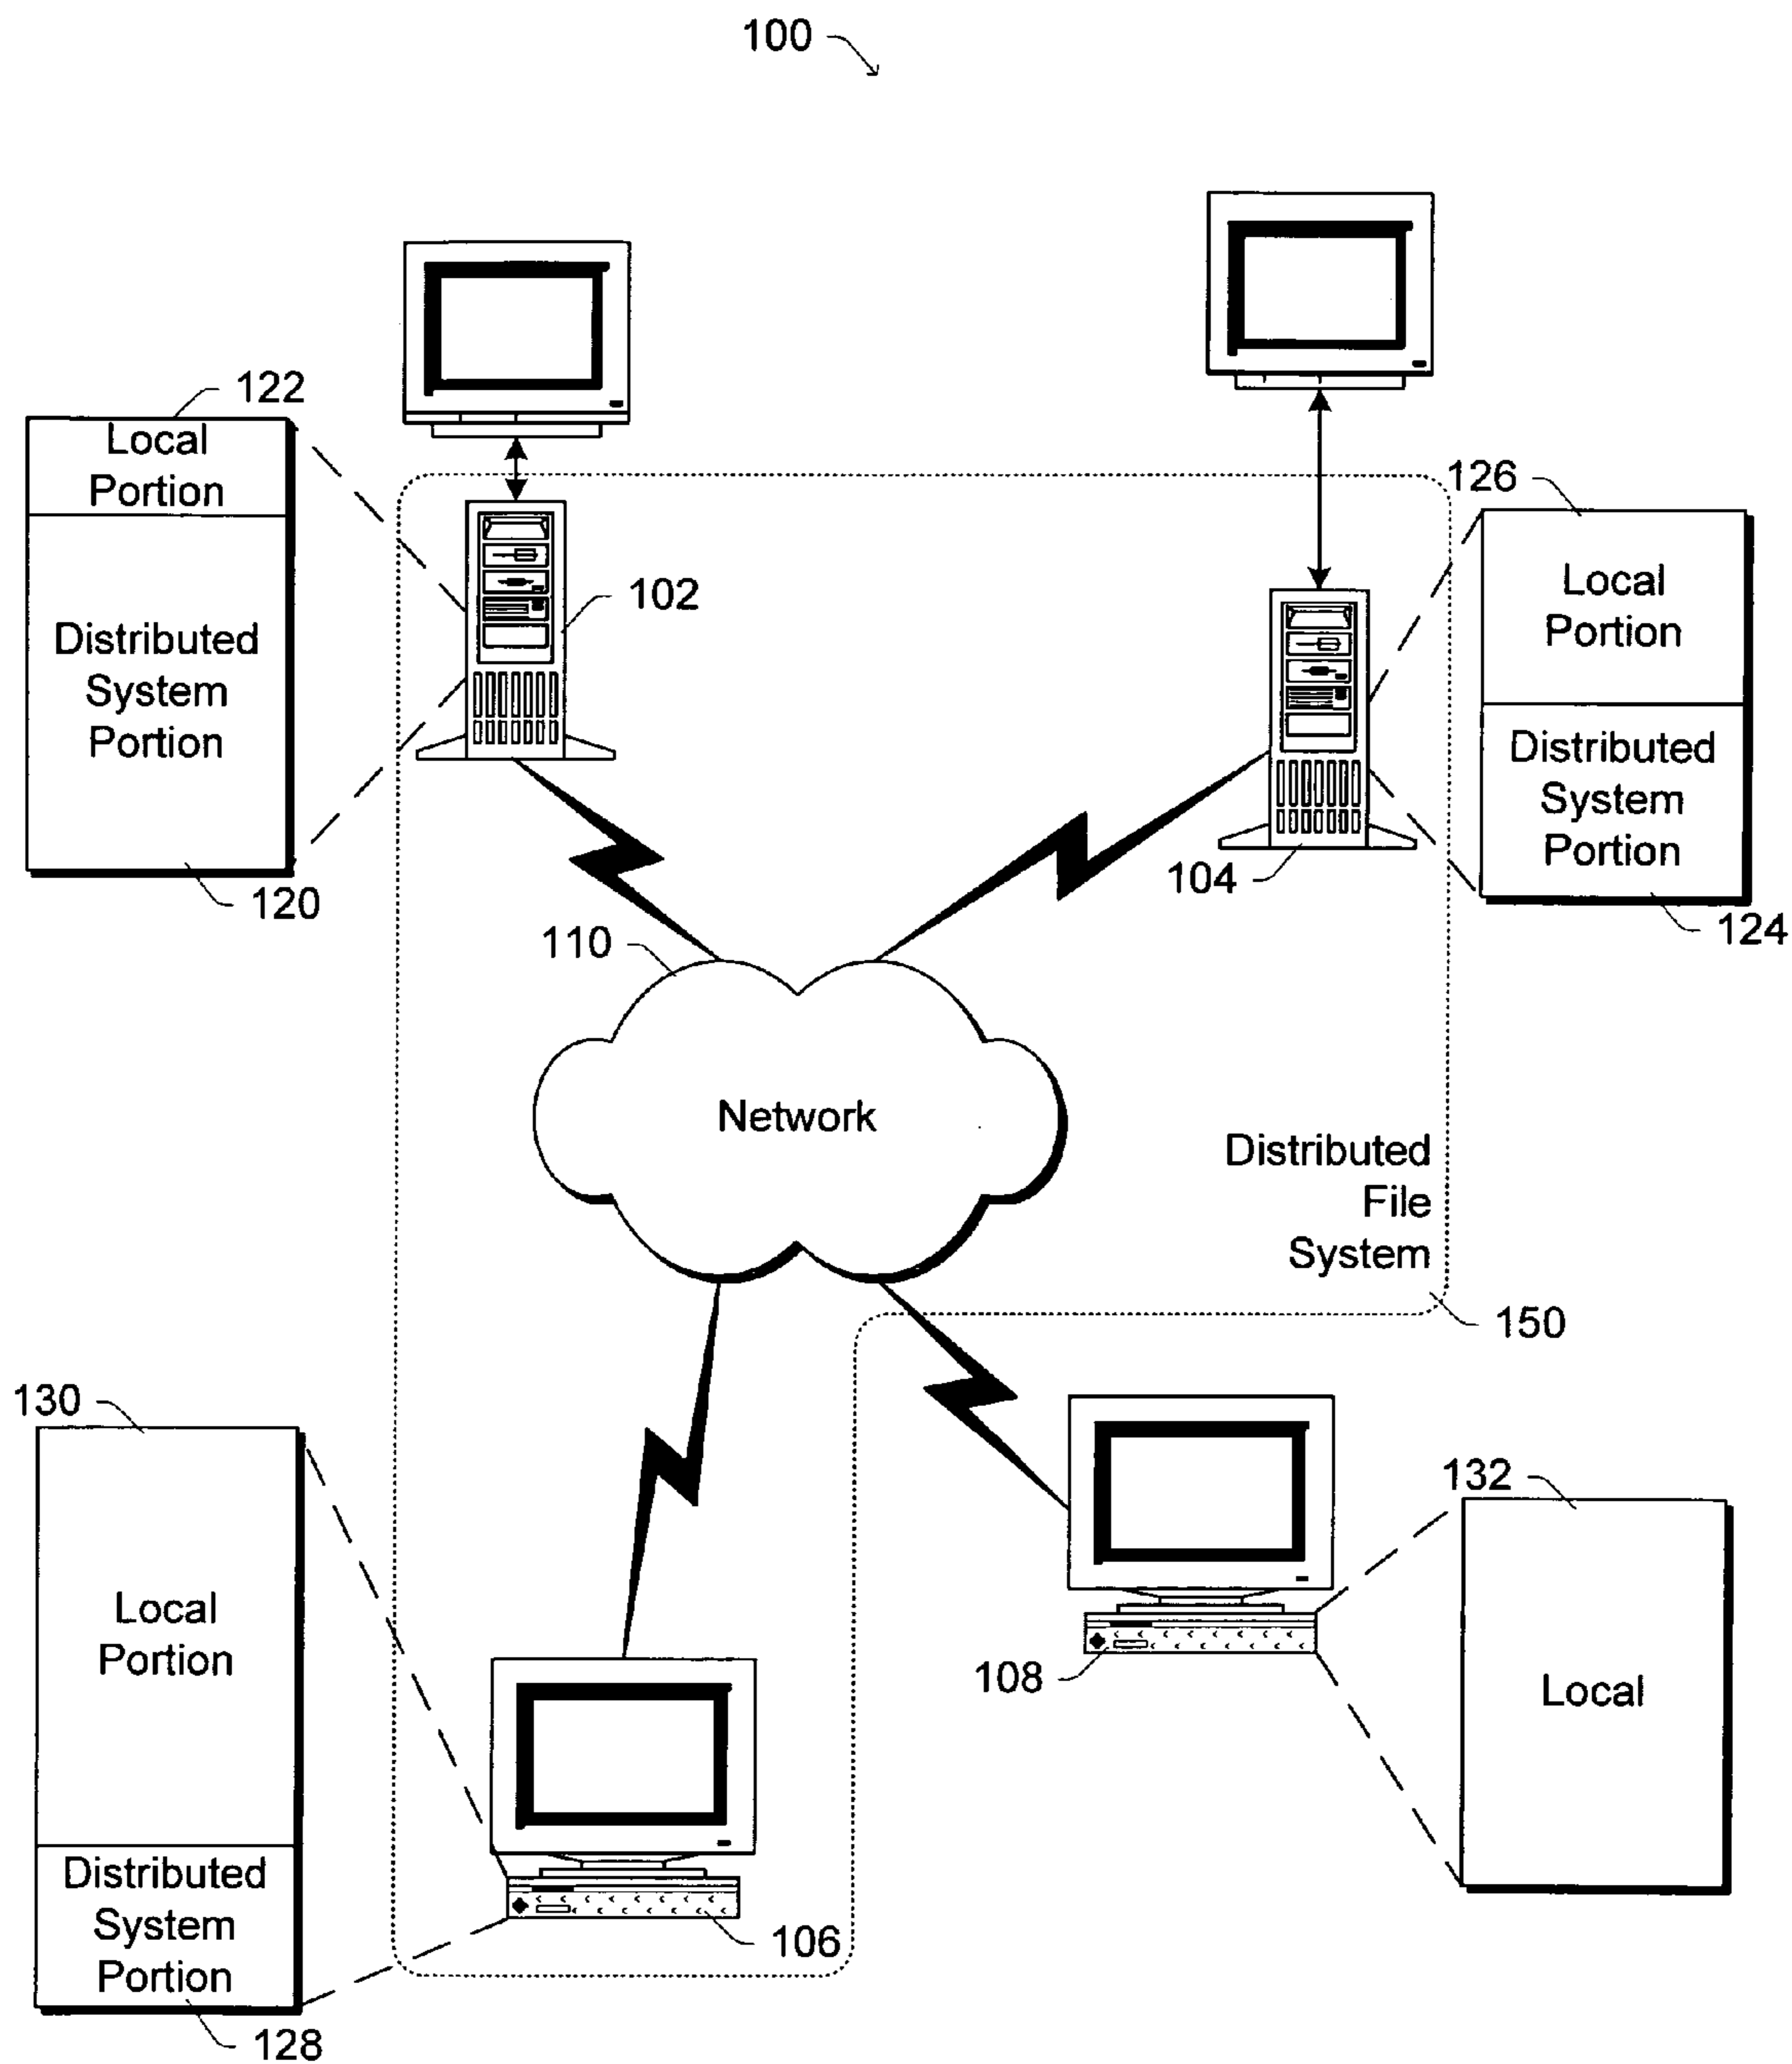 100
122
Local
Portion
Distributed
System
Portion
120
102
126
Local
Portion
Distributed
System
Portion
124
104
110
Network
Distributed
File
System
150
130
Local
Portion
Distributed
System
Portion
128
106
108
132
Local